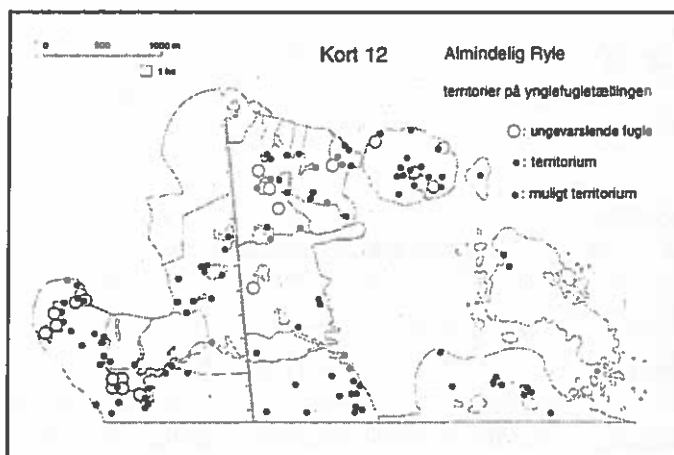 0 500 1000 m
1 ha
Kort 12
Almindelig Ryle
territorier på ynglefugletællingen
: ungevarslende fugle
: territorium
: muligt territorium